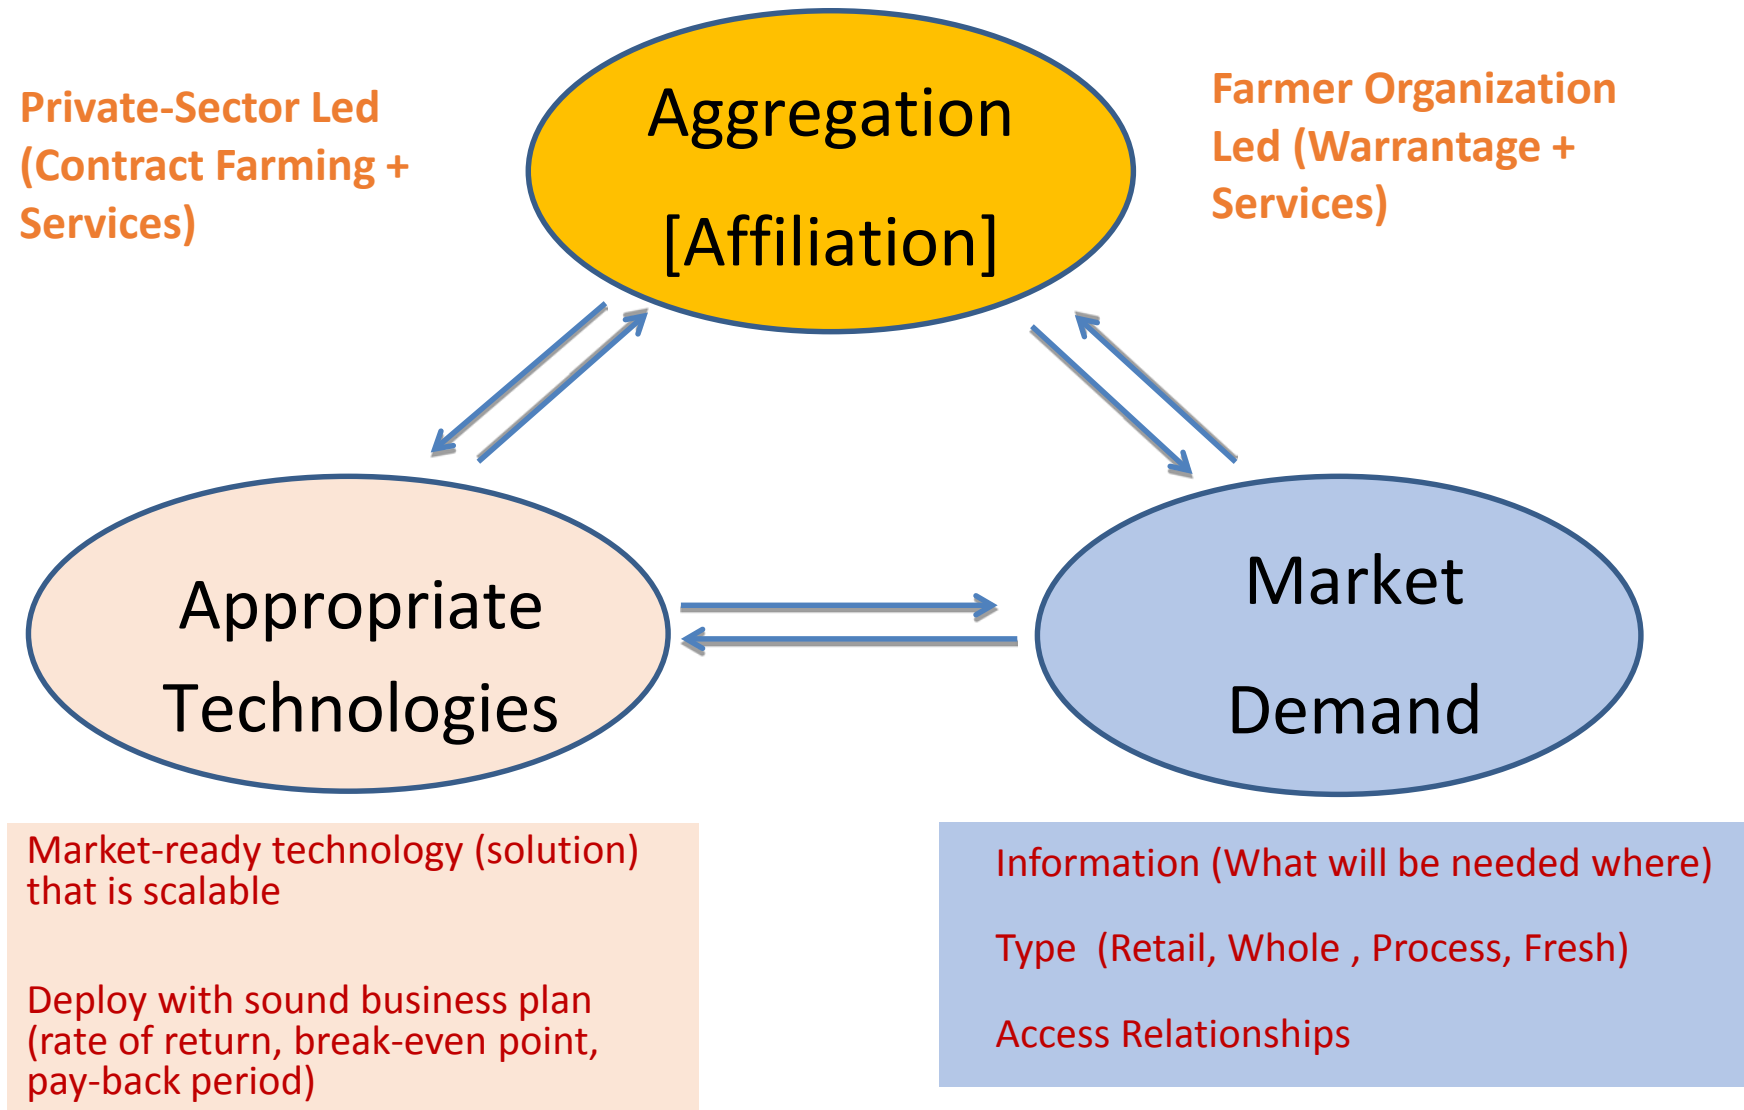 Private-Sector Led
(Contract Farming +
Services)
Aggregation
[Affiliation]
Farmer Organization
Led (Warrantage +
Services)
Appropriate
Technologies
Market
Demand
Market-ready technology (solution)
that is scalable
Deploy with sound business plan
(rate of return, break-even point,
pay-back period)
Information (What will be needed where)
Type  (Retail, Whole , Process, Fresh)
Access Relationships